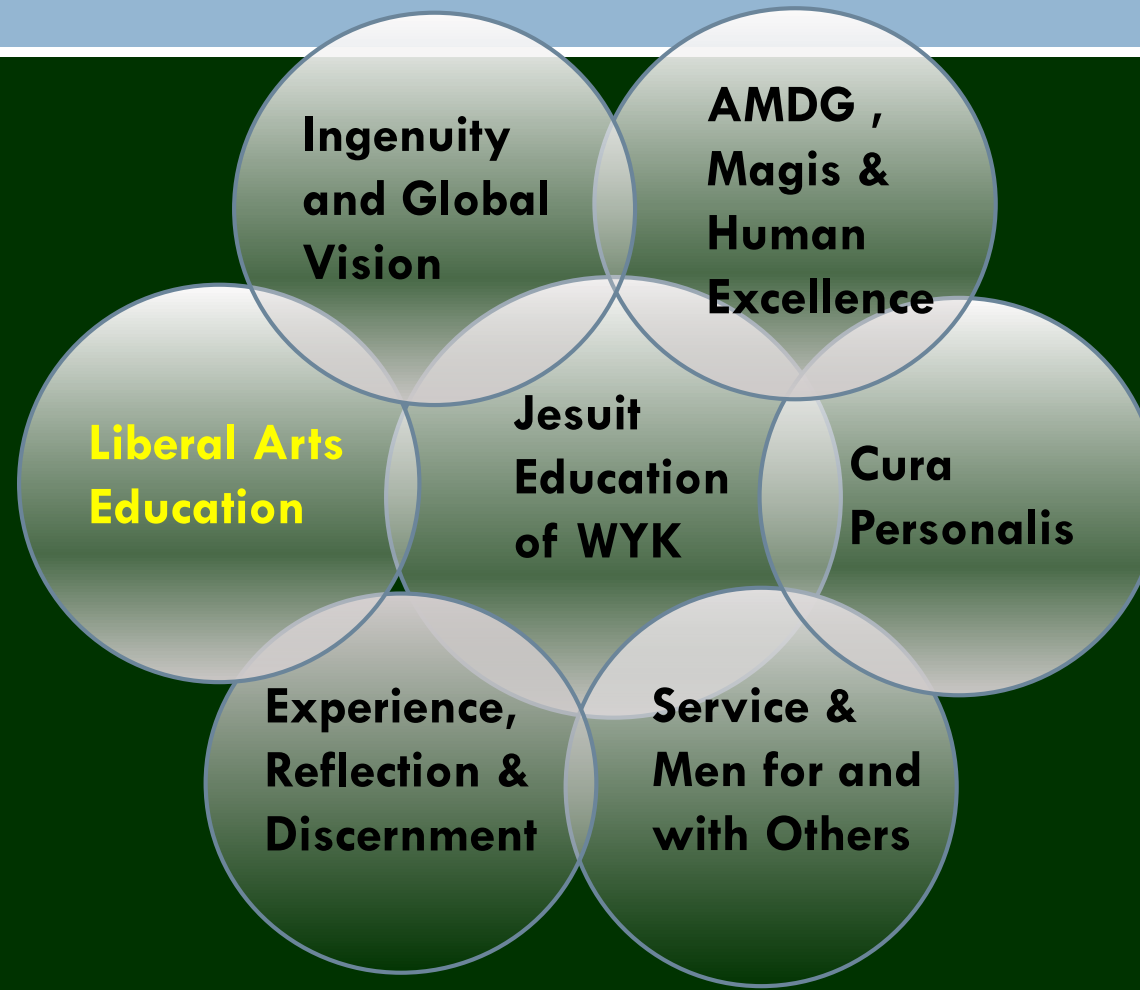 Ingenuity
and Global
Vision
AMDG ,
Magis &
Human
Excellence
Liberal Arts
Education
Jesuit
Education
of WYK
Cura
Personalis
Experience,
Reflection &
Discernment
Service &
Men for and
with Others